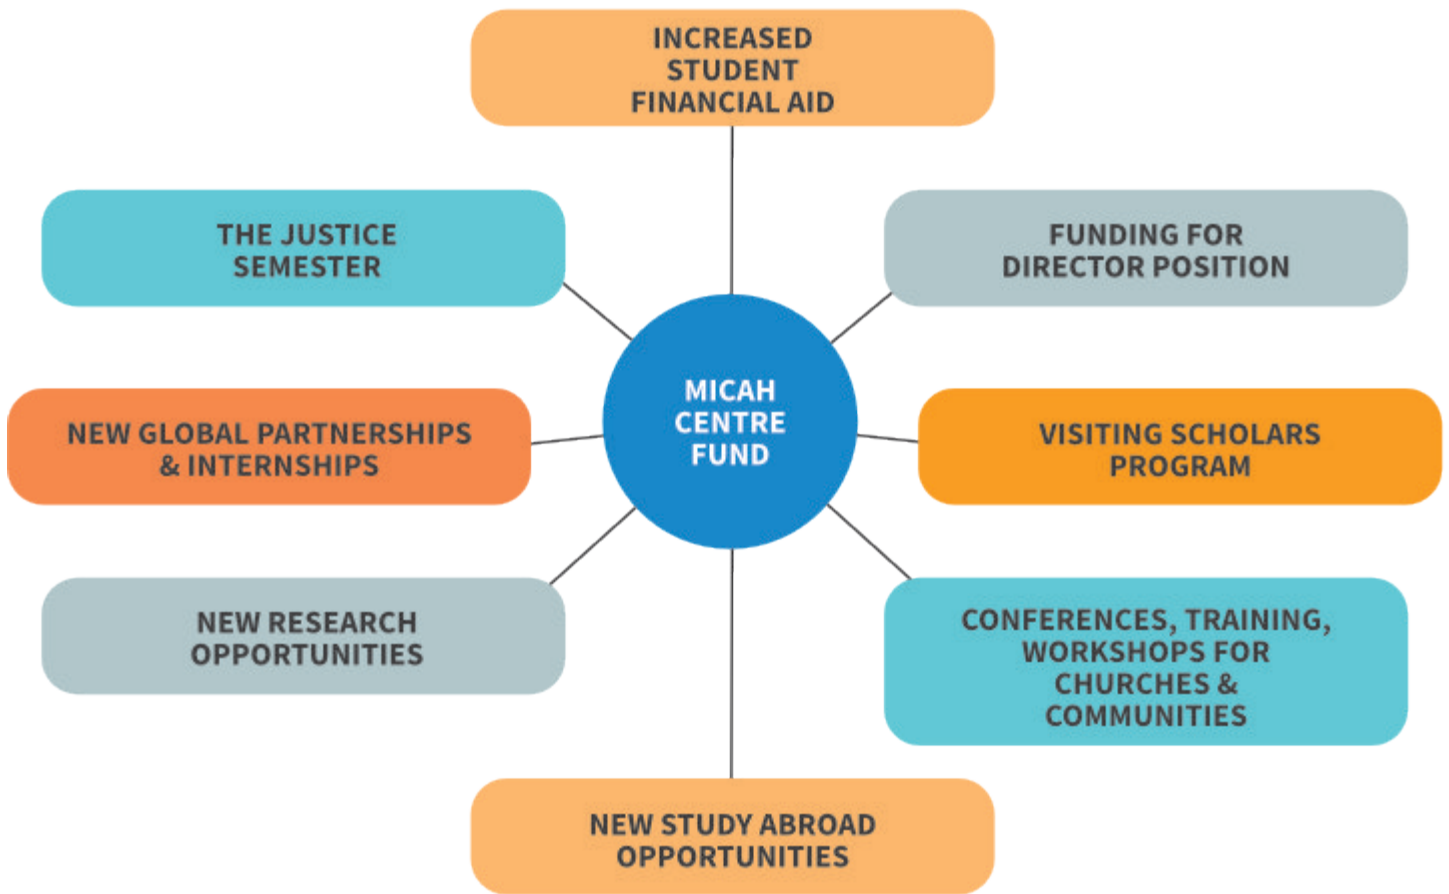 INCREASED
STUDENT
FINANCIAL AID
THE JUSTICE
SEMESTER
FUNDING FOR
DIRECTOR POSITION
MICAH
CENTRE
FUND
NEW GLOBAL PARTNERSHIPS
& INTERNSHIPS
VISITING SCHOLARS
PROGRAM
NEW RESEARCH
OPPORTUNITIES
CONFERENCES, TRAINING,
WORKSHOPS FOR
CHURCHES &
COMMUNITIES
NEW STUDY ABROAD
OPPORTUNITIES